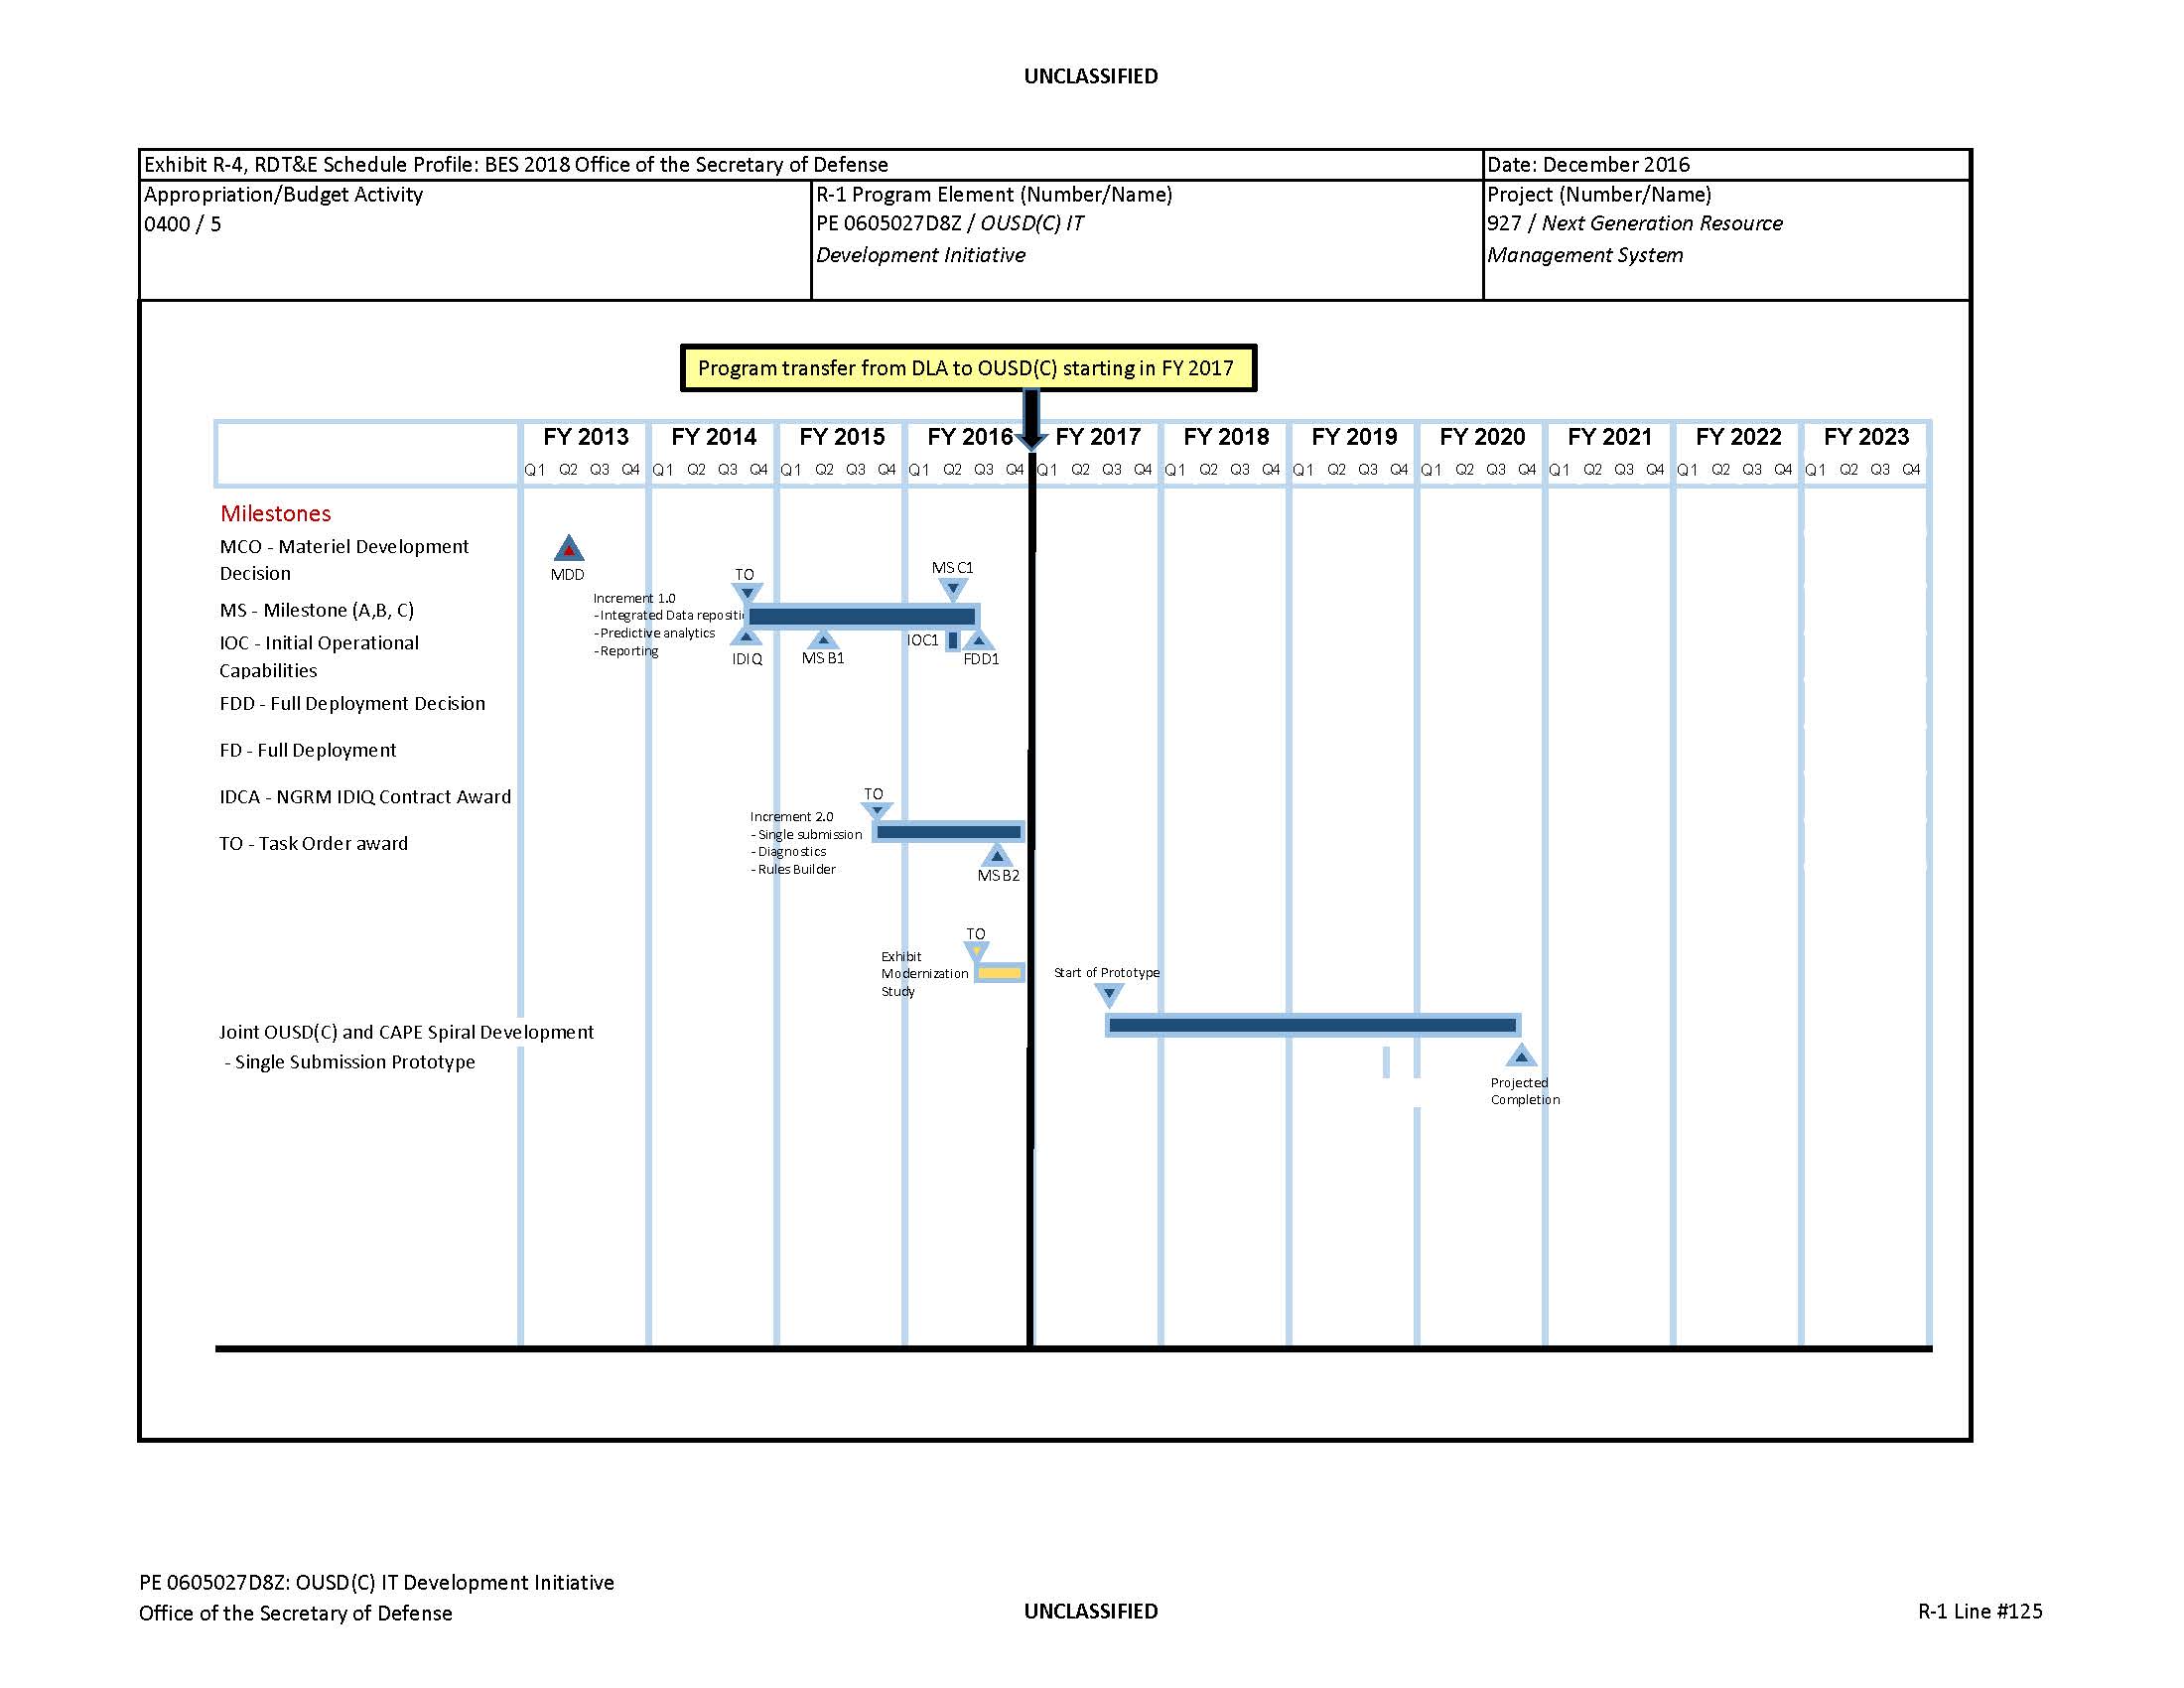 UNCLASSIFIED
Exhibit R-4, RDT&E Schedule Profile: BES 2018 Office of the Secretary of Defense
Date: December 2016
Appropriation/Budget Activity
0400 / 5
R-1 Program Element (Number/Name)
PE 0605027D8Z / OUSD(C) IT
Development Initiative
Project (Number/Name)
927 / Next Generation Resource
Management System
Program transfer from DLA to OUSD(C) starting in FY 2017
FY 2013 FY 2014 FY 2015 FY 2016 FY 2017 FY 2018 FY 2019 FY 2020 FY 2021 FY 2022 FY 2023
Q1 Q2 Q3 Q4 Q1 Q2 Q3 Q4 Q1 Q2 Q3 Q4 Q1 Q2 Q3 Q4 Q1 Q2 Q3 Q4 Q1 Q2 Q3 Q4 Q1 Q2 Q3 Q4 Q1 Q2 Q3 Q4 Q1 Q2 Q3 Q4 Q1 Q2 Q3 Q4 Q1 Q2 Q3 Q4
Milestones
MCO - Materiel Development
Decision
MS - Milestone (A,B, C)
IOC - Initial Operational
Capabilities
FDD - Full Deployment Decision
FD - Full Deployment
IDCA - NGRM IDIQ Contract Award
TO - Task Order award
MDD
Increment 1.0
- Integrated Data repositi
- Predictive analytics
- Reporting
TO
IDIQ
MS B1
MS C1
IOC1
FDD1
TO
Increment 2.0
- Single submission
- Diagnostics
- Rules Builder
MS B2
TO
Exhibit
Modernization
Study
Start of Prototype
Joint OUSD(C) and CAPE Spiral Development
- Single Submission Prototype
Projected
Completion
PE 0605027D8Z: OUSD(C) IT Development Initiative
Office of the Secretary of Defense
UNCLASSIFIED
R-1 Line #125